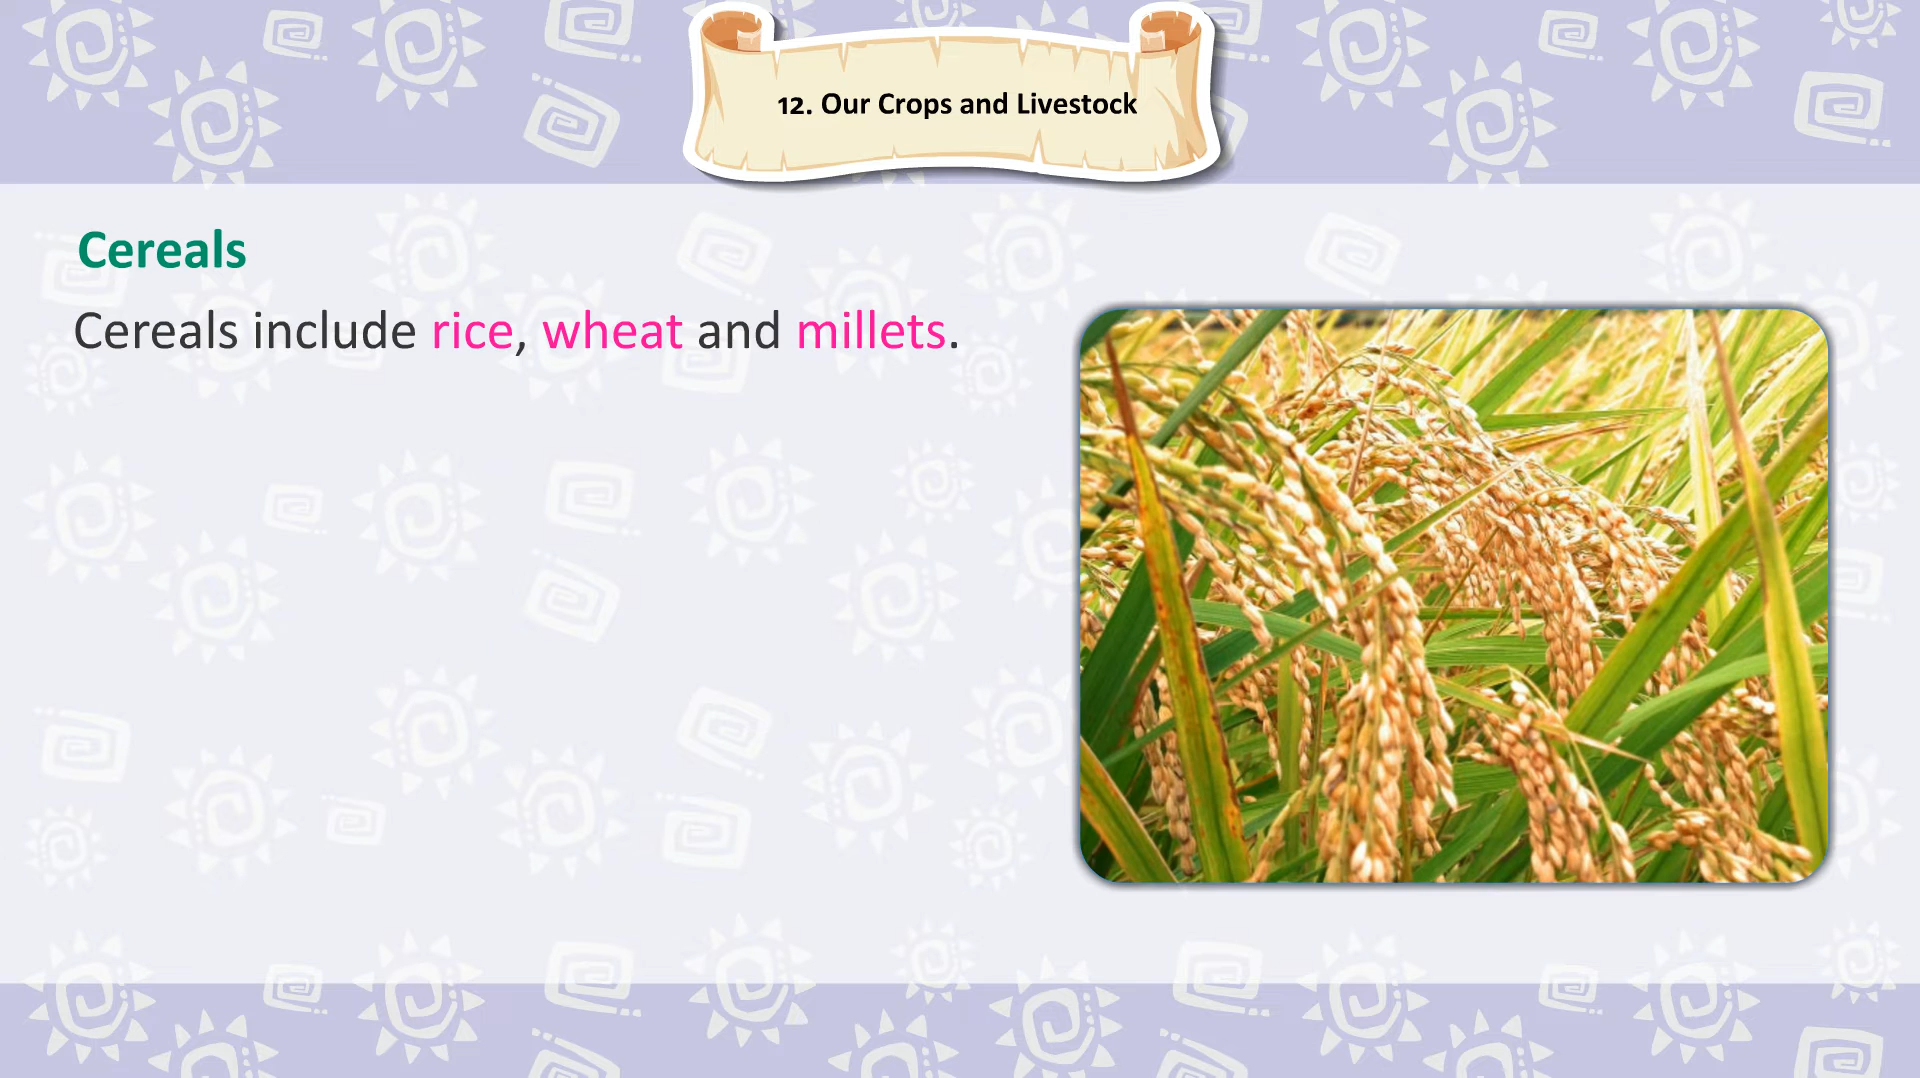 12. Our Crops and Livestock
Cereals
Cereals include rice, wheat and millets.